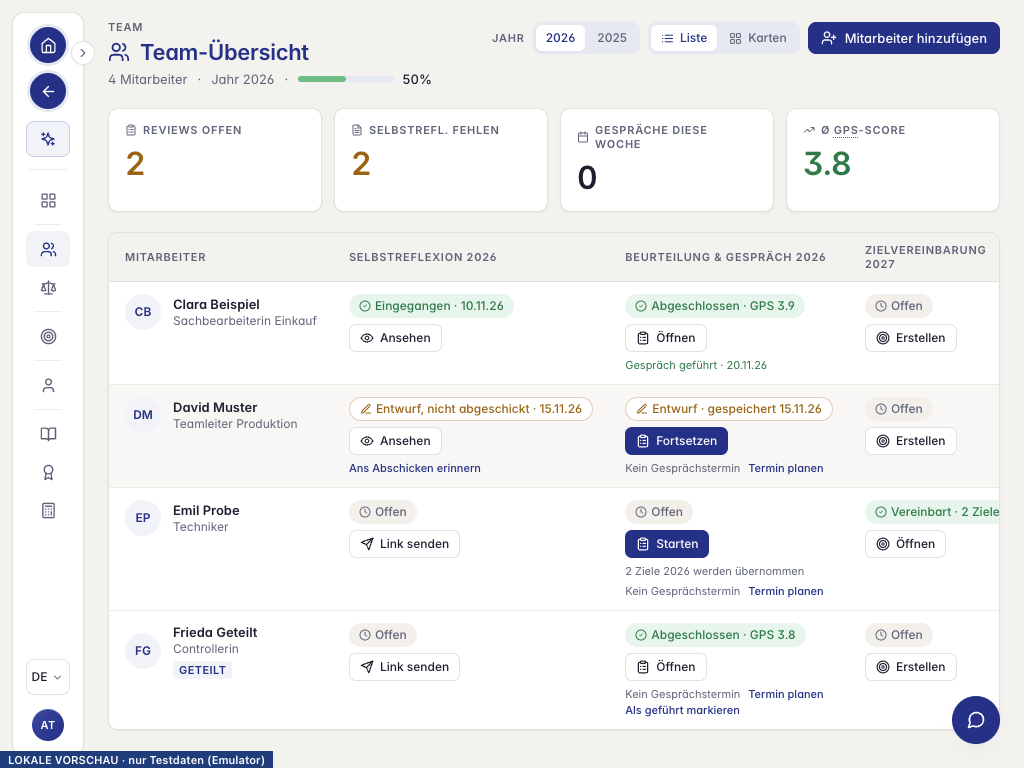 TEAM
Team-Übersicht
4 Mitarbeiter · Jahr 2026 · 50%
JAHR 2026 2025 Liste Karten Mitarbeiter hinzufügen
REVIEWS OFFEN
2
SELBSTREFL. FEHLEN
2
GESPRÄCHE DIESE
WOCHE
0
Ø GPS-SCORE
3.8
MITARBEITER SELBSTREFLEXION 2026 BEURTEILUNG & GESPRÄCH 2026 ZIELVEREINBARUNG
2027
CB
Clara Beispiel
Sachbearbeiterin Einkauf
Eingegangen · 10.11.26
Ansehen
Abgeschlossen · GPS 3.9
Öffnen
Gespräch geführt · 20.11.26
Offen
Erstellen
DM
David Muster
Teamleiter Produktion
Entwurf, nicht abgeschickt · 15.11.26
Ansehen
Ans Abschicken erinnern
Entwurf · gespeichert 15.11.26
Fortsetzen
Kein Gesprächstermin Termin planen
Offen
Erstellen
EP
Emil Probe
Techniker
Offen
Link senden
Offen
Starten
2 Ziele 2026 werden übernommen
Kein Gesprächstermin Termin planen
Vereinbart · 2 Ziele
Öffnen
FG
Frieda Geteilt
Controllerin
GETEILT
Offen
Link senden
Abgeschlossen · GPS 3.8
Öffnen
Kein Gesprächstermin Termin planen
Als geführt markieren
Offen
Erstellen
DE
AT
LOKALE VORSCHAU · nur Testdaten (Emulator)